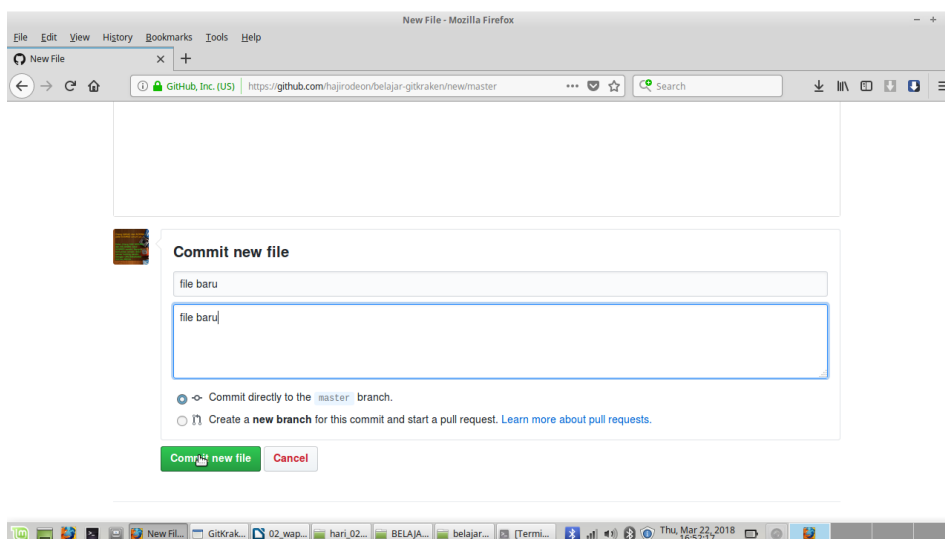 New File - Mozilla Firefox
File Edit View History Bookmarks Tools Help
New File
GitHub, Inc. (US) https://github.com/hajirodeon/belajar-gitkraken/new/master Search
Commit new file
file baru
file baru
Commit directly to the master branch.
Create a new branch for this commit and start a pull request. Learn more about pull requests.
Commit new file Cancel
New Fil... GitKrak... 02_wap... hari_02... BELAJA... belajar... [Termi... Thu, Mar 22, 2018
16:52:17